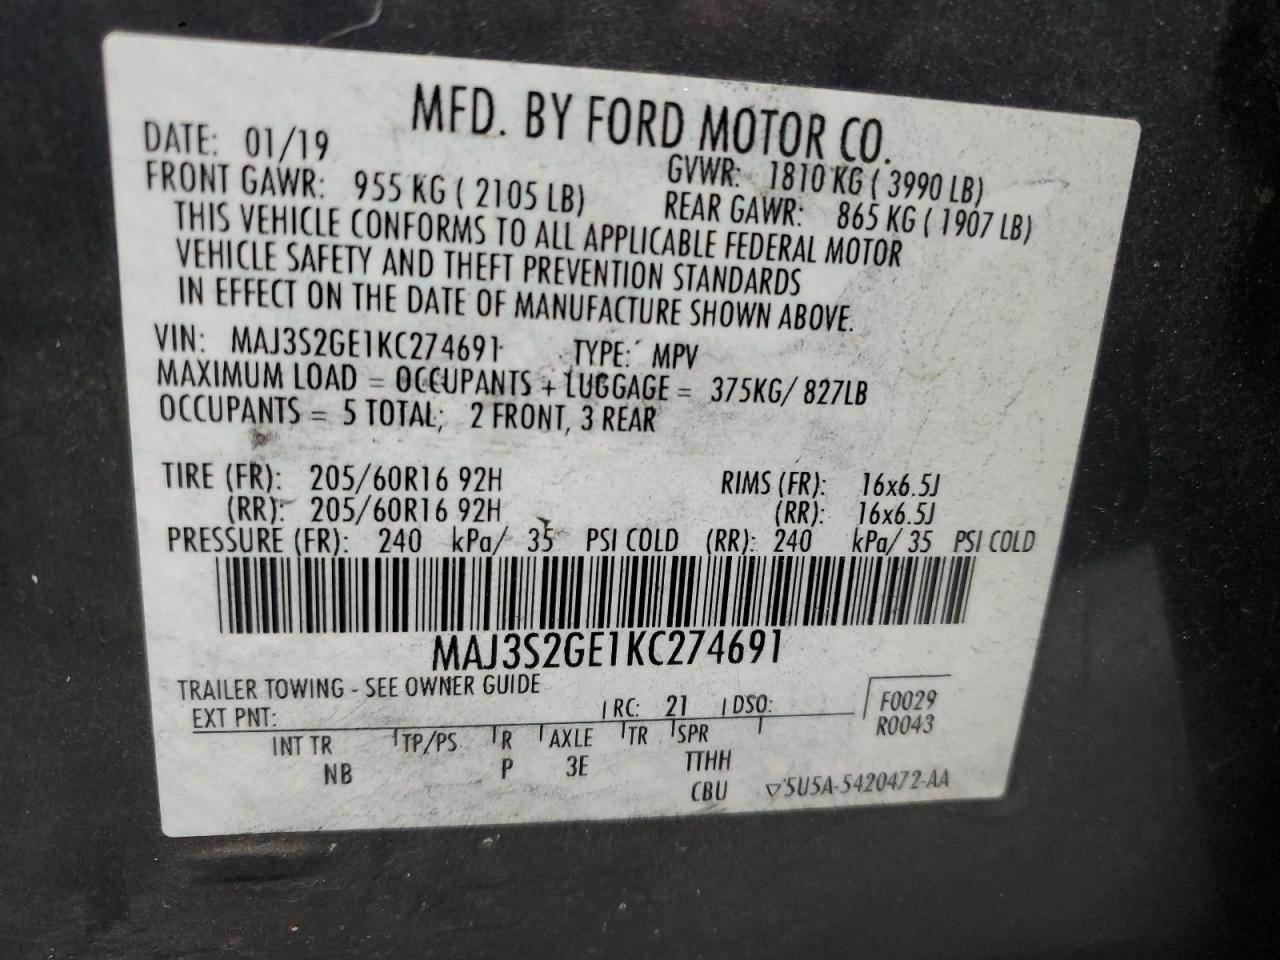 MFD. BY FORD MOTOR CO.
DATE: 01/19 GVWR: 1810 KG ( 3990 LB)
FRONT GAWR: 955 KG ( 2105 LB) REAR GAWR: 865 KG ( 1907 LB)
THIS VEHICLE CONFORMS TO ALL APPLICABLE FEDERAL MOTOR
VEHICLE SAFETY AND THEFT PREVENTION STANDARDS
IN EFFECT ON THE DATE OF MANUFACTURE SHOWN ABOVE.
VIN: MAJ3S2GE1KC274691 TYPE: MPV
MAXIMUM LOAD = OCCUPANTS + LUGGAGE = 375KG/ 827LB
OCCUPANTS = 5 TOTAL; 2 FRONT, 3 REAR
TIRE (FR): 205/60R16 92H RIMS (FR): 16x6.5J
(RR): 205/60R16 92H (RR): 16x6.5J
PRESSURE (FR): 240 kPa/ 35 PSI COLD (RR): 240 kPa/ 35 PSI COLD
MAJ3S2GE1KC274691
TRAILER TOWING - SEE OWNER GUIDE
EXT PNT: RC: 21 DSO: F0029
R0043
INT TR TP/PS R AXLE TR SPR
NB P 3E TTHH
CBU ▽5U5A-5420472-AA